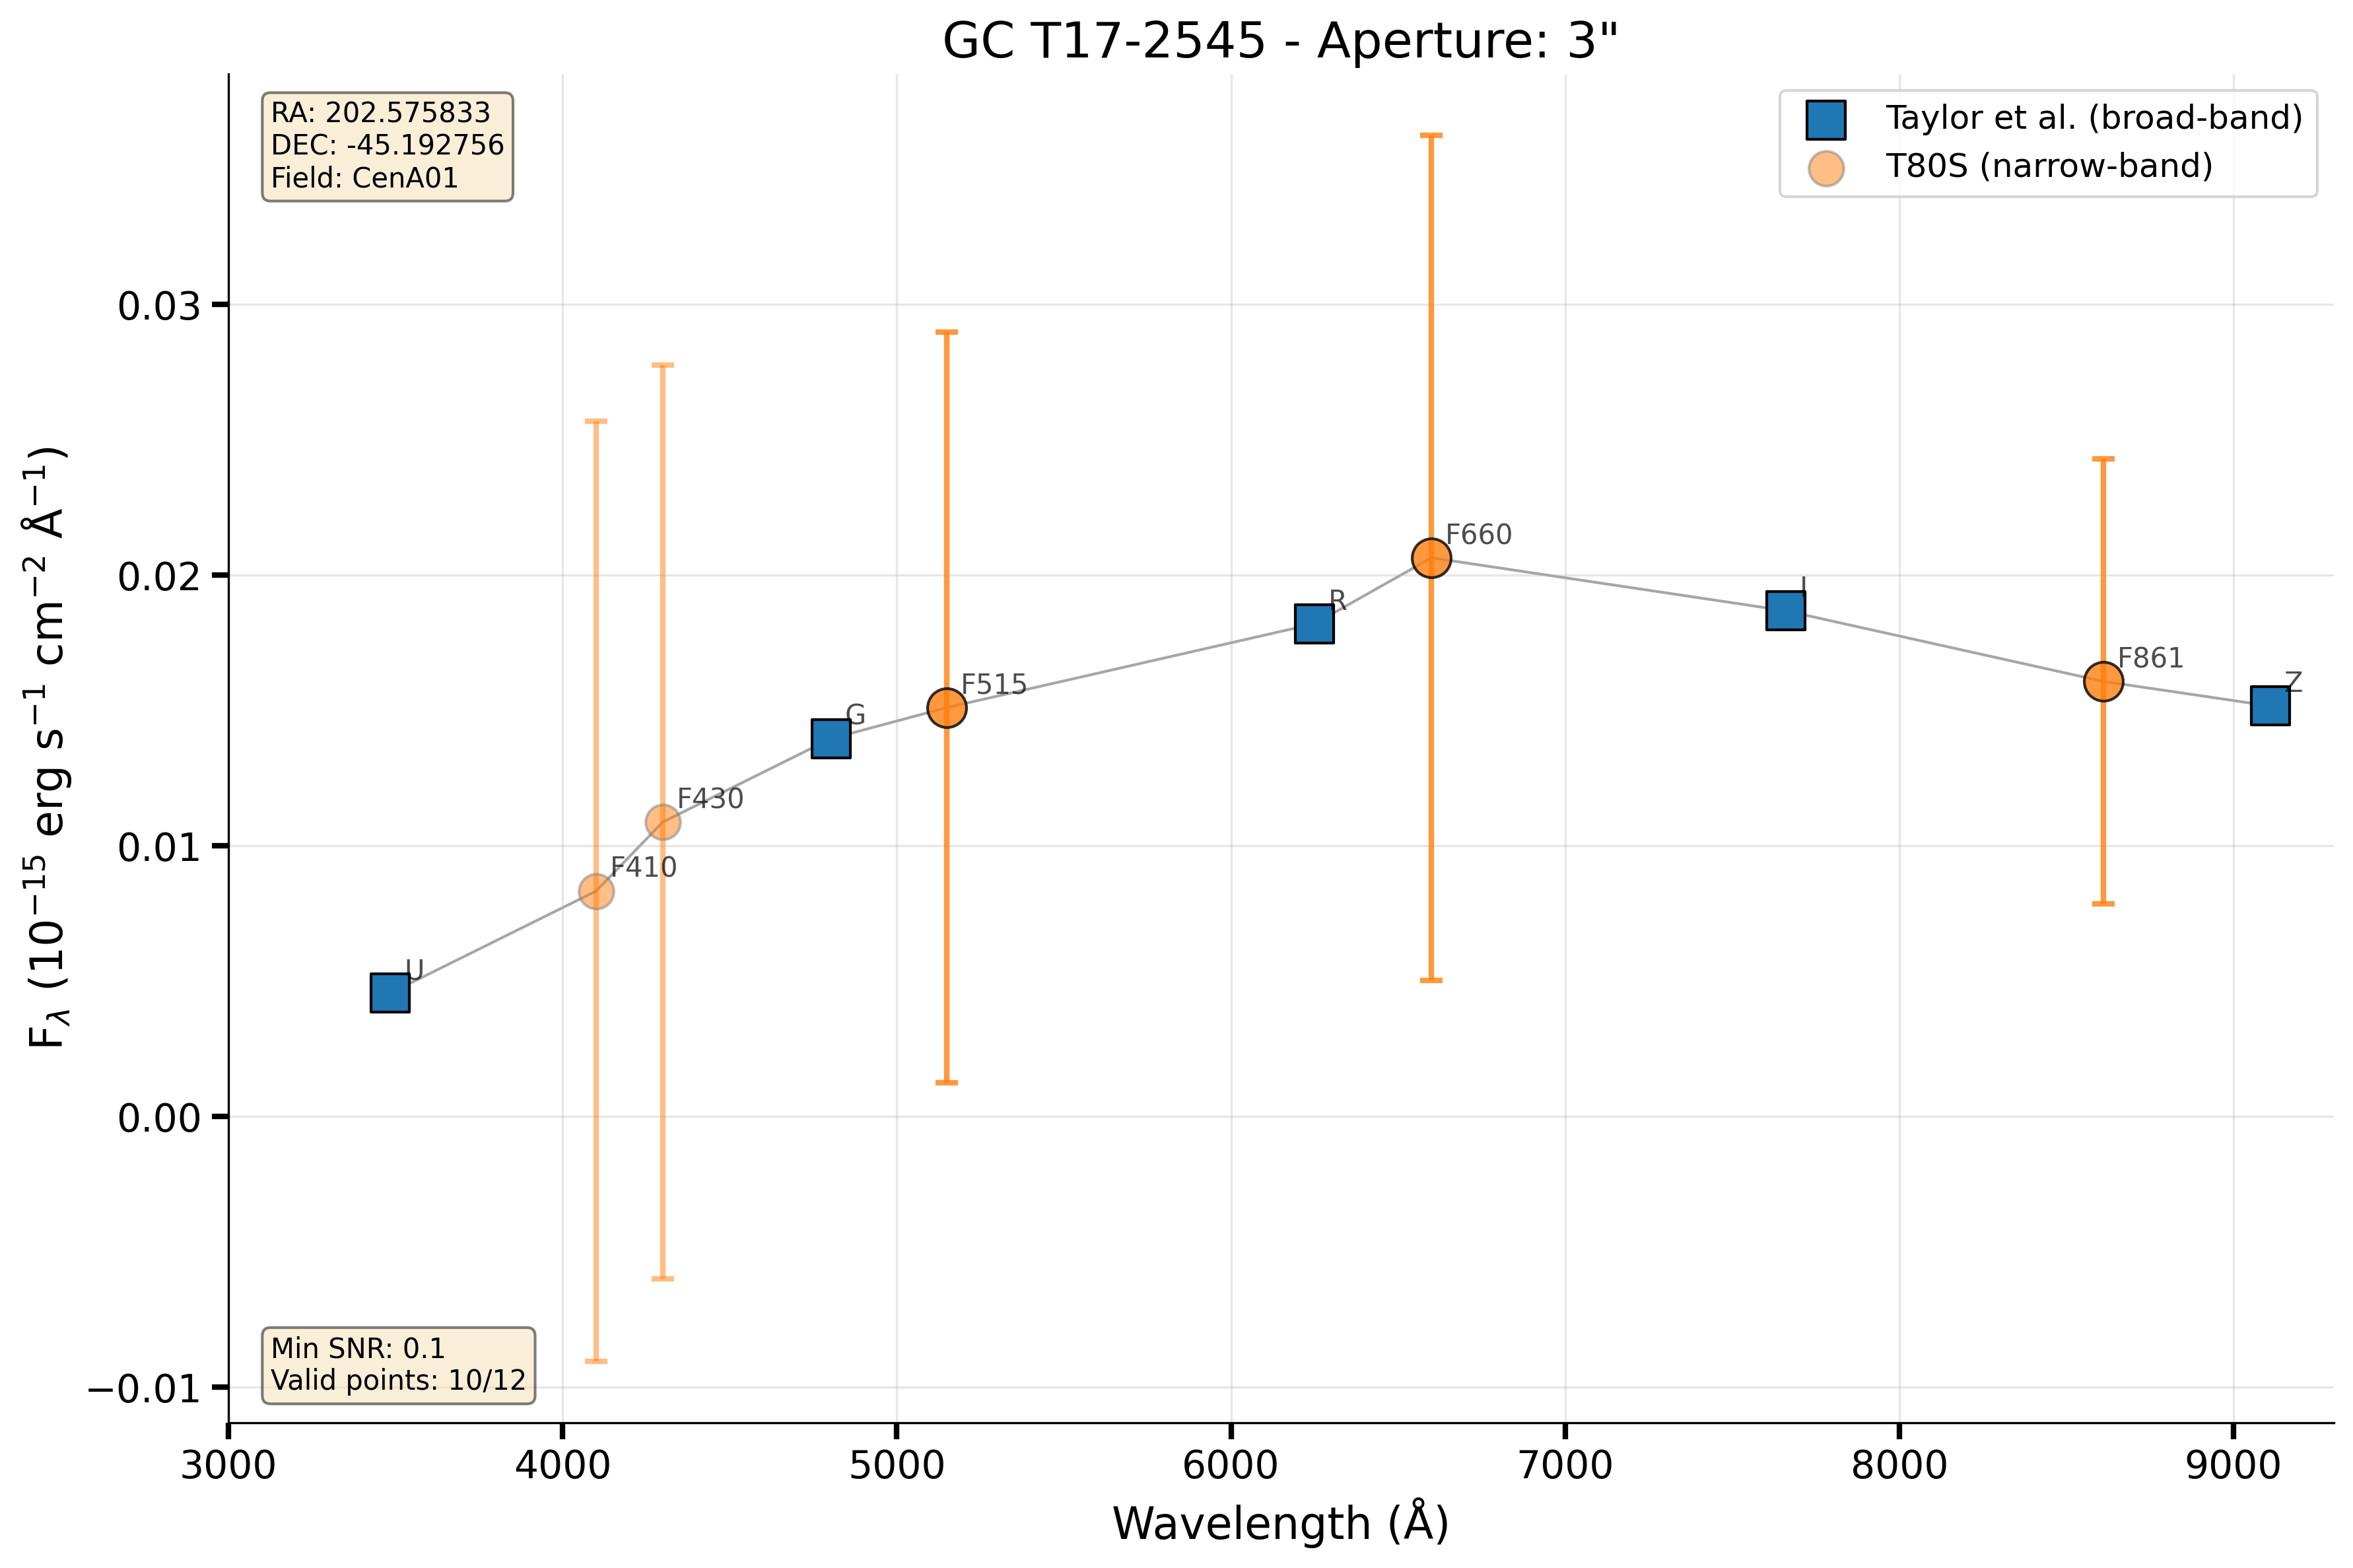 GC T17-2545 - Aperture: 3"
RA: 202.575833
DEC: -45.192756
Field: CenA01
Taylor et al. (broad-band)
T80S (narrow-band)
0.03
0.02
0.01
0.00
−0.01
F_λ (10⁻¹⁵ erg s⁻¹ cm⁻² Å⁻¹)
U
F410
F430
G
F515
R
F660
I
F861
Z
Min SNR: 0.1
Valid points: 10/12
3000 4000 5000 6000 7000 8000 9000
Wavelength (Å)